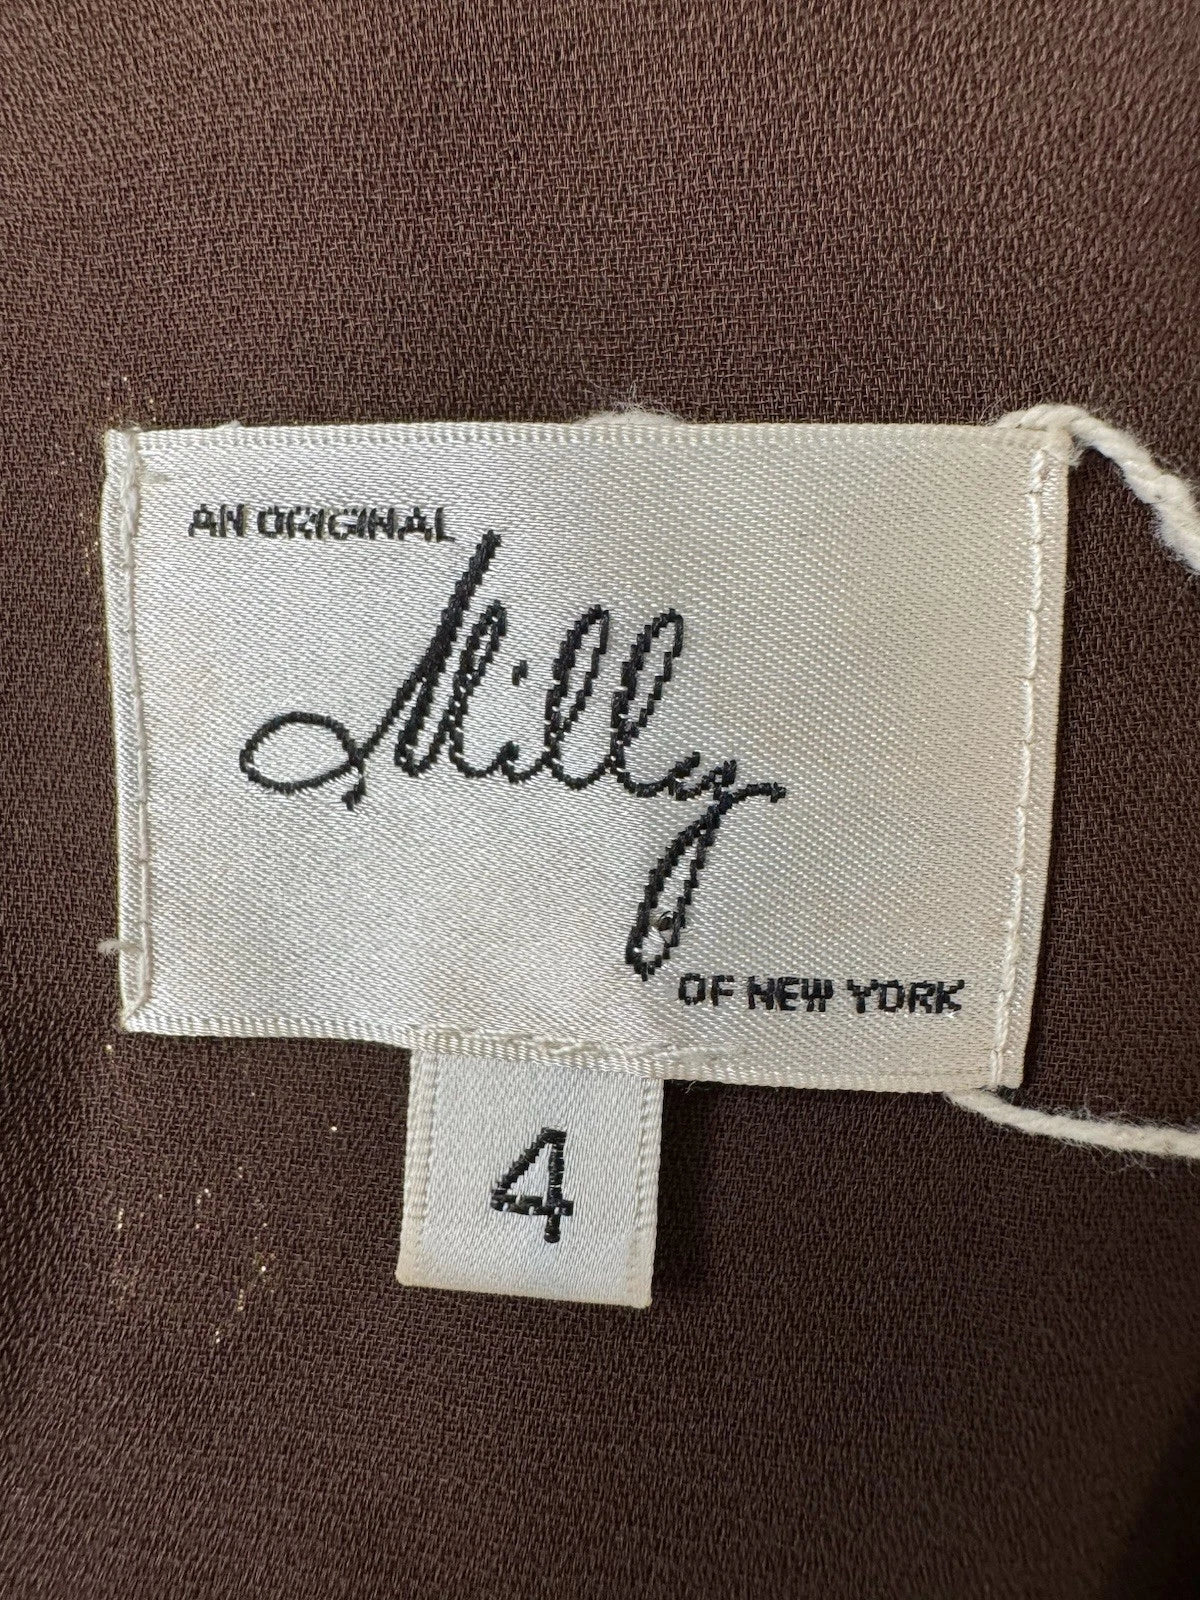 AN ORIGINAL
Milly
OF NEW YORK
4